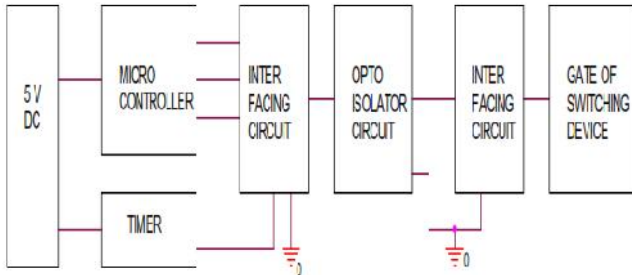 5 V
DC
MICRO
CONTROLLER
TIMER
INTER
FACING
CIRCUIT
0
OPTO
ISOLATOR
CIRCUIT
INTER
FACING
CIRCUIT
0
GATE OF
SWITCHING
DEVICE